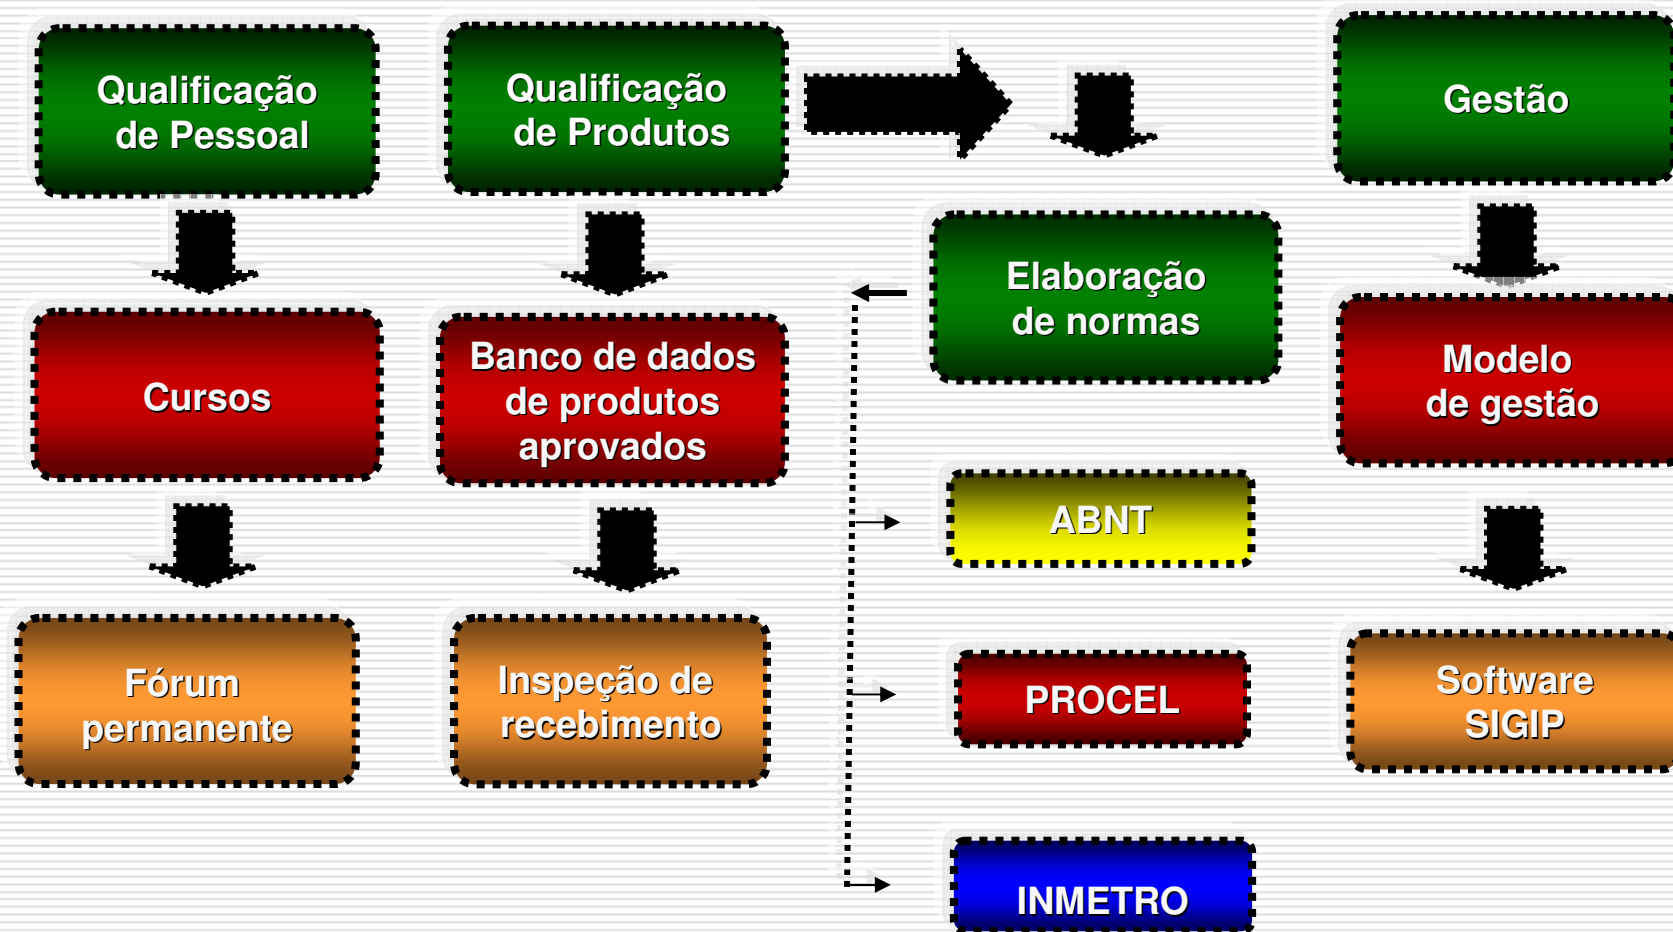 Qualificação
de Pessoal
Cursos
Fórum
permanente
Qualificação
de Produtos
Banco de dados
de produtos
aprovados
Inspeção de
recebimento
Elaboração
de normas
ABNT
PROCEL
INMETRO
Gestão
Modelo
de gestão
Software
SIGIP